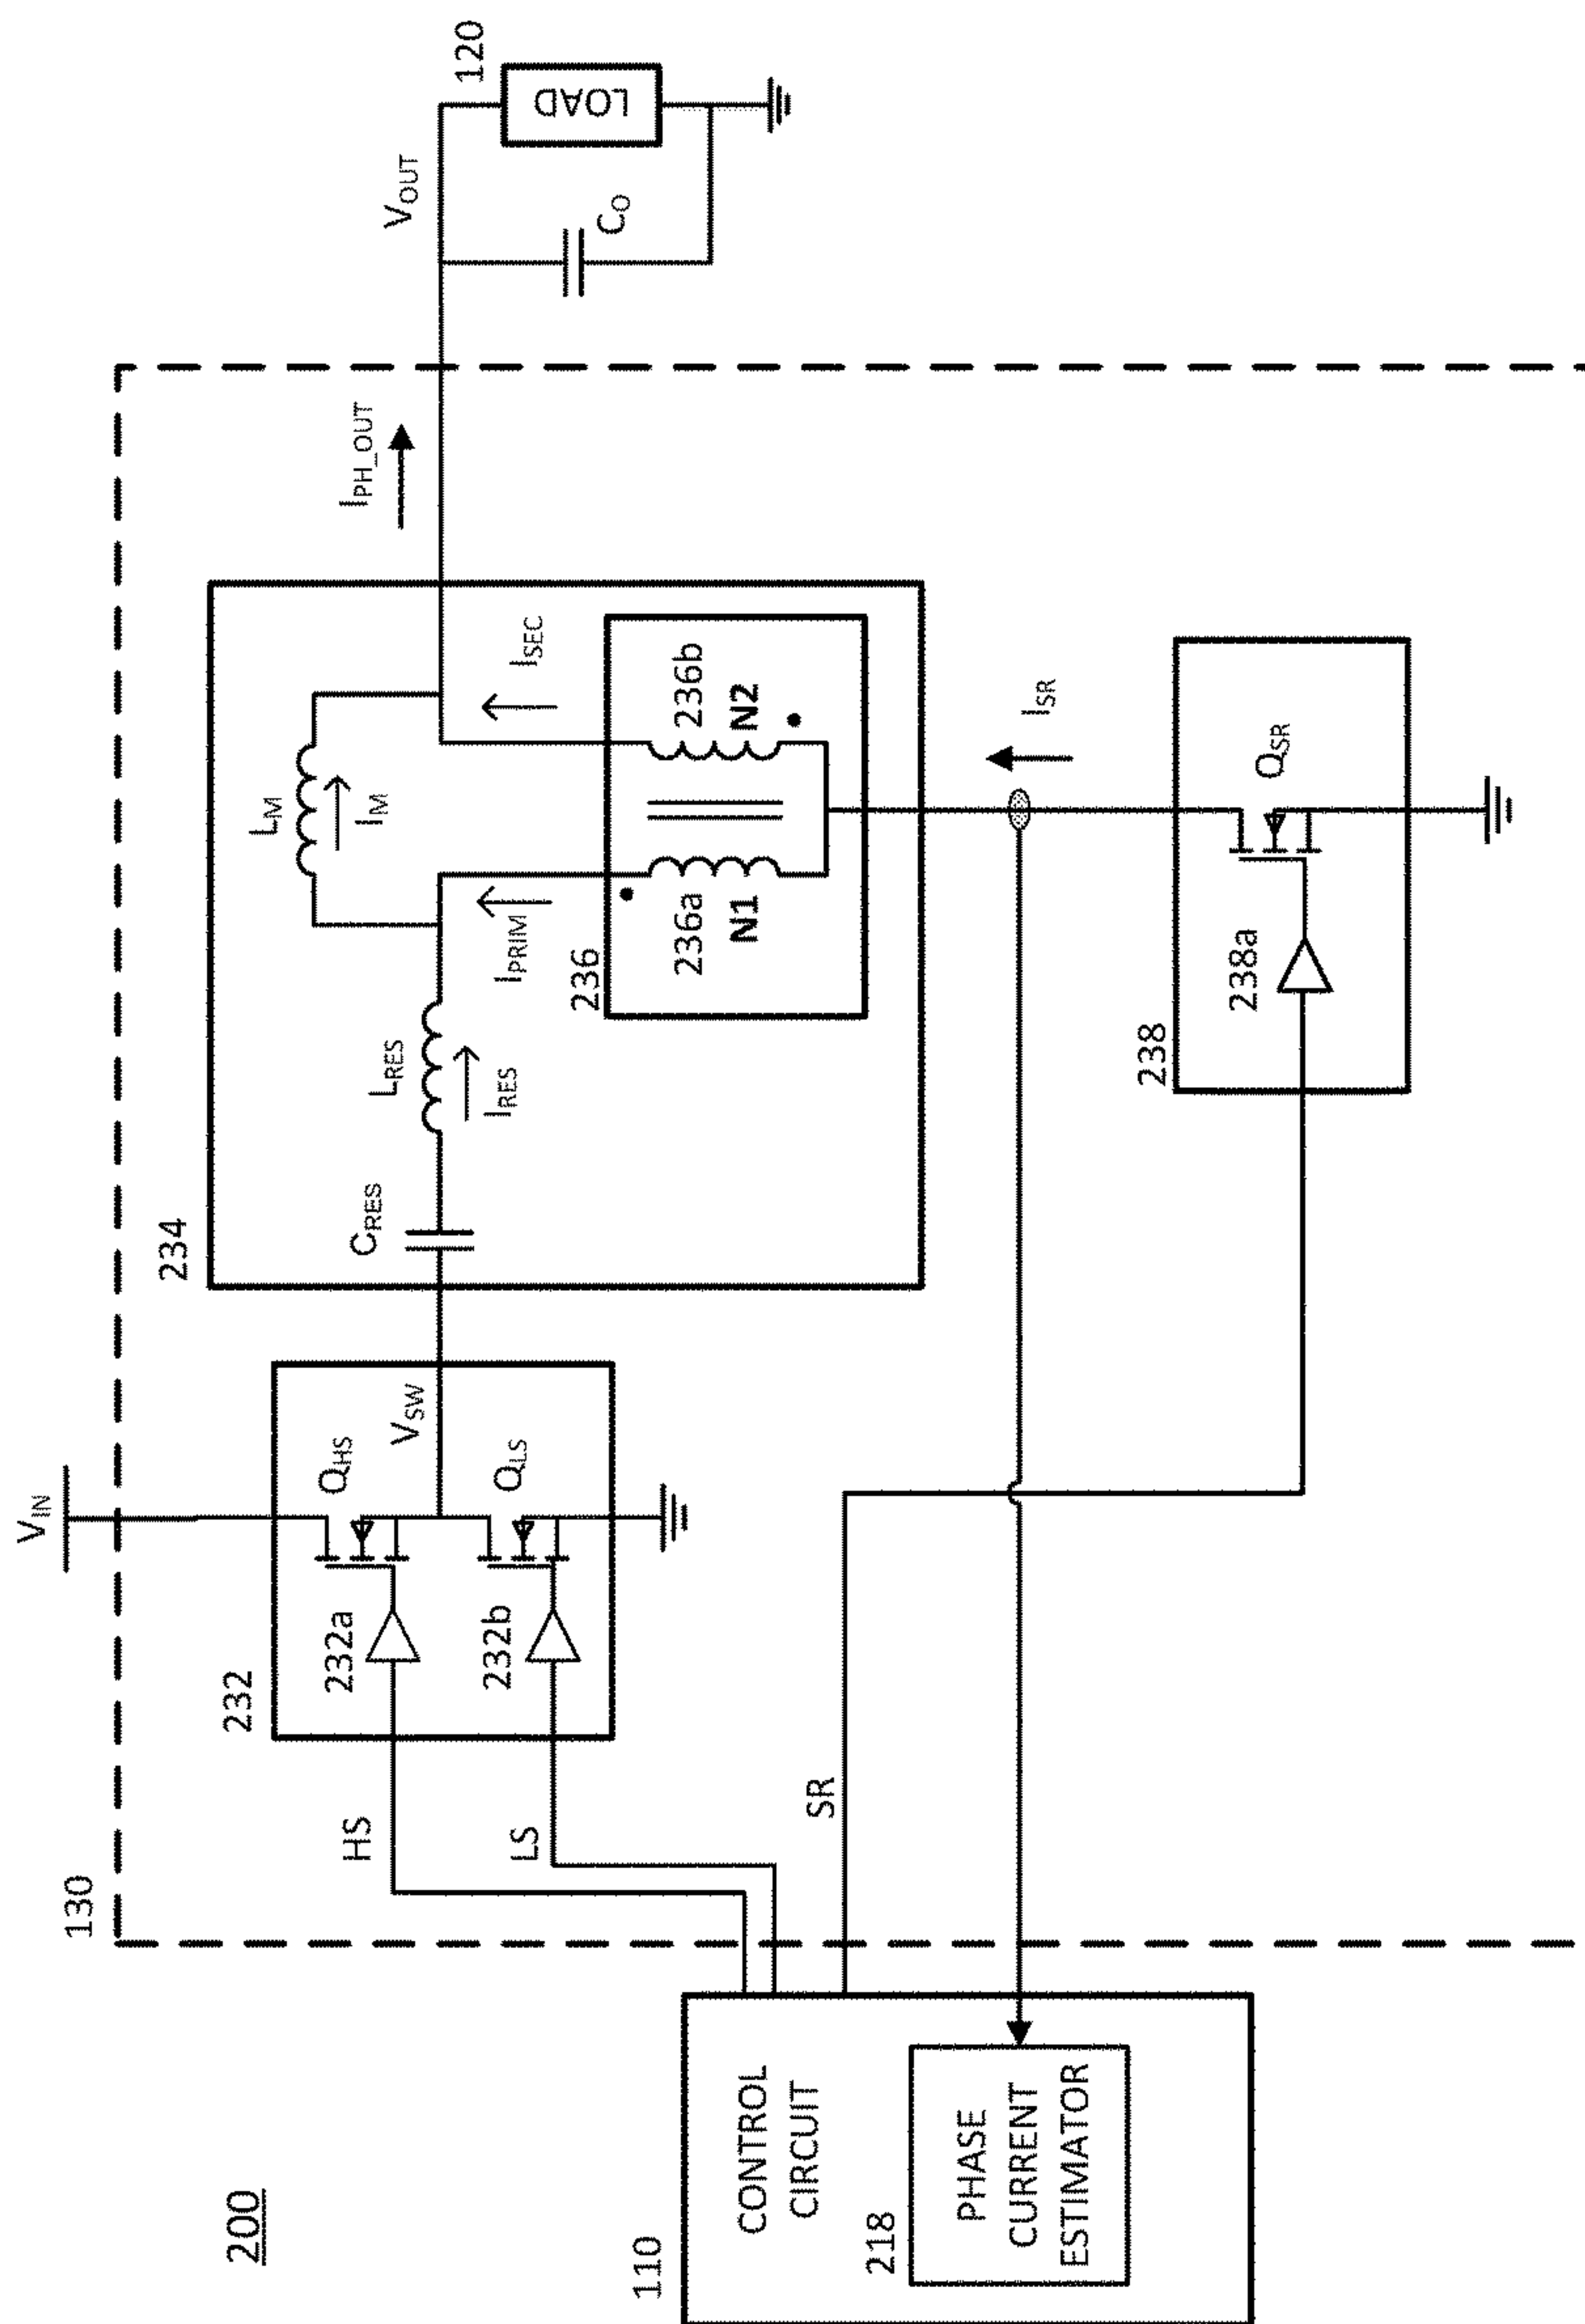 200
130
110
CONTROL
CIRCUIT
218
PHASE
CURRENT
ESTIMATOR
HS
LS
SR
V_IN
232
232a
232b
Q_HS
Q_LS
V_SW
234
C_RES
L_RES
I_RES
L_M
I_M
I_PRIM
I_SEC
236
236a
N1
236b
N2
I_PH_OUT
V_OUT
C_O
120
LOAD
I_SR
238
238a
Q_SR